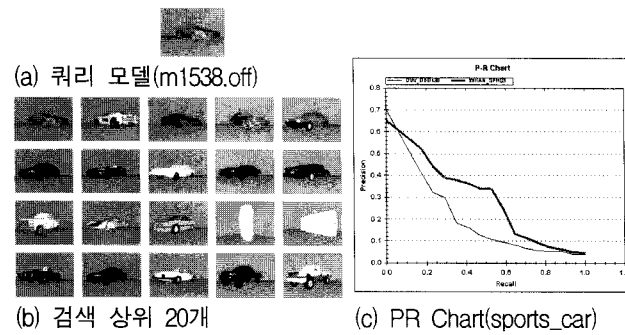 (a) 쿼리 모델(m1538.off)
(b) 검색 상위 20개
P-R Chart
Precision
0.8
0.7
0.6
0.5
0.4
0.3
0.2
0.1
0.0
0.0 0.2 0.4 0.6 0.8 1.0 1.2
Recall
(c) PR Chart(sports_car)